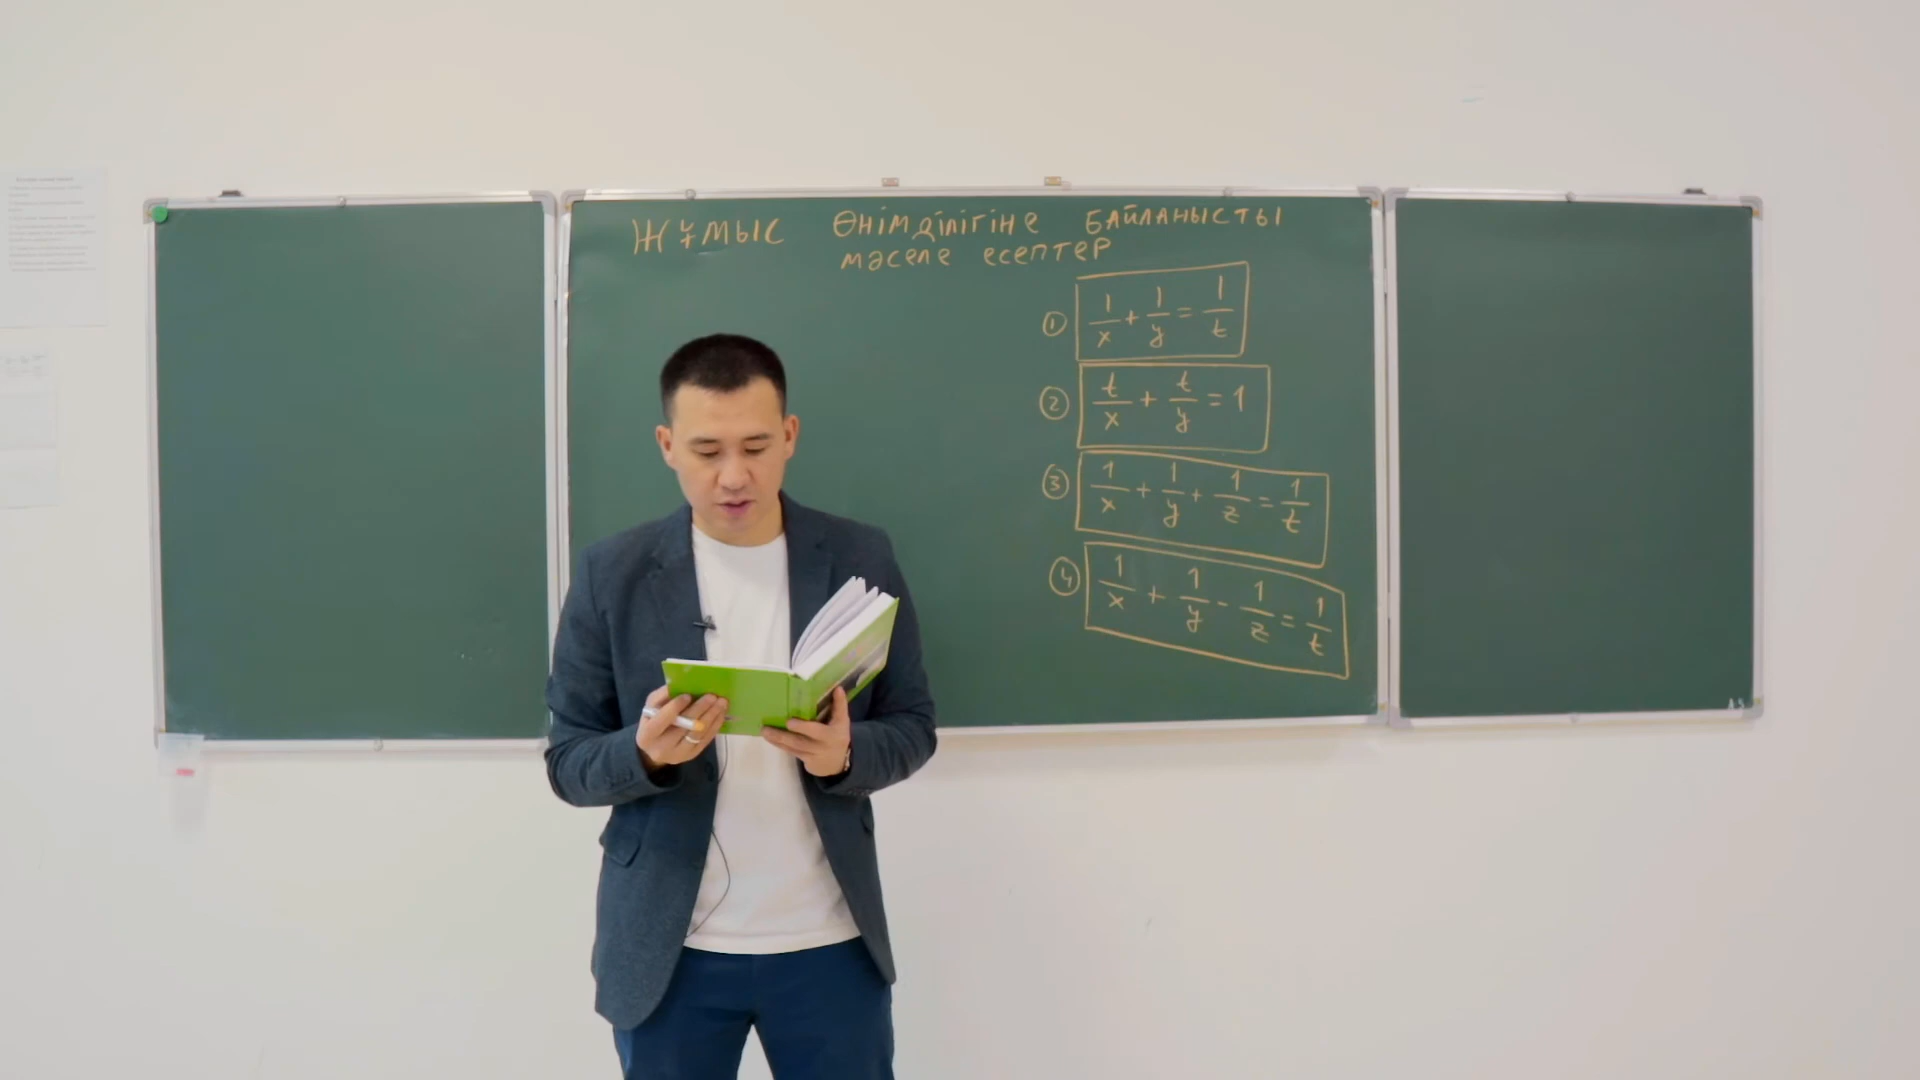 Жұмыс өнімділігіне байланысты
мәселе есептер
① 1/x + 1/y = 1/t
② t/x + t/y = 1
③ 1/x + 1/y + 1/z = 1/t
④ 1/x + 1/y - 1/z = 1/t